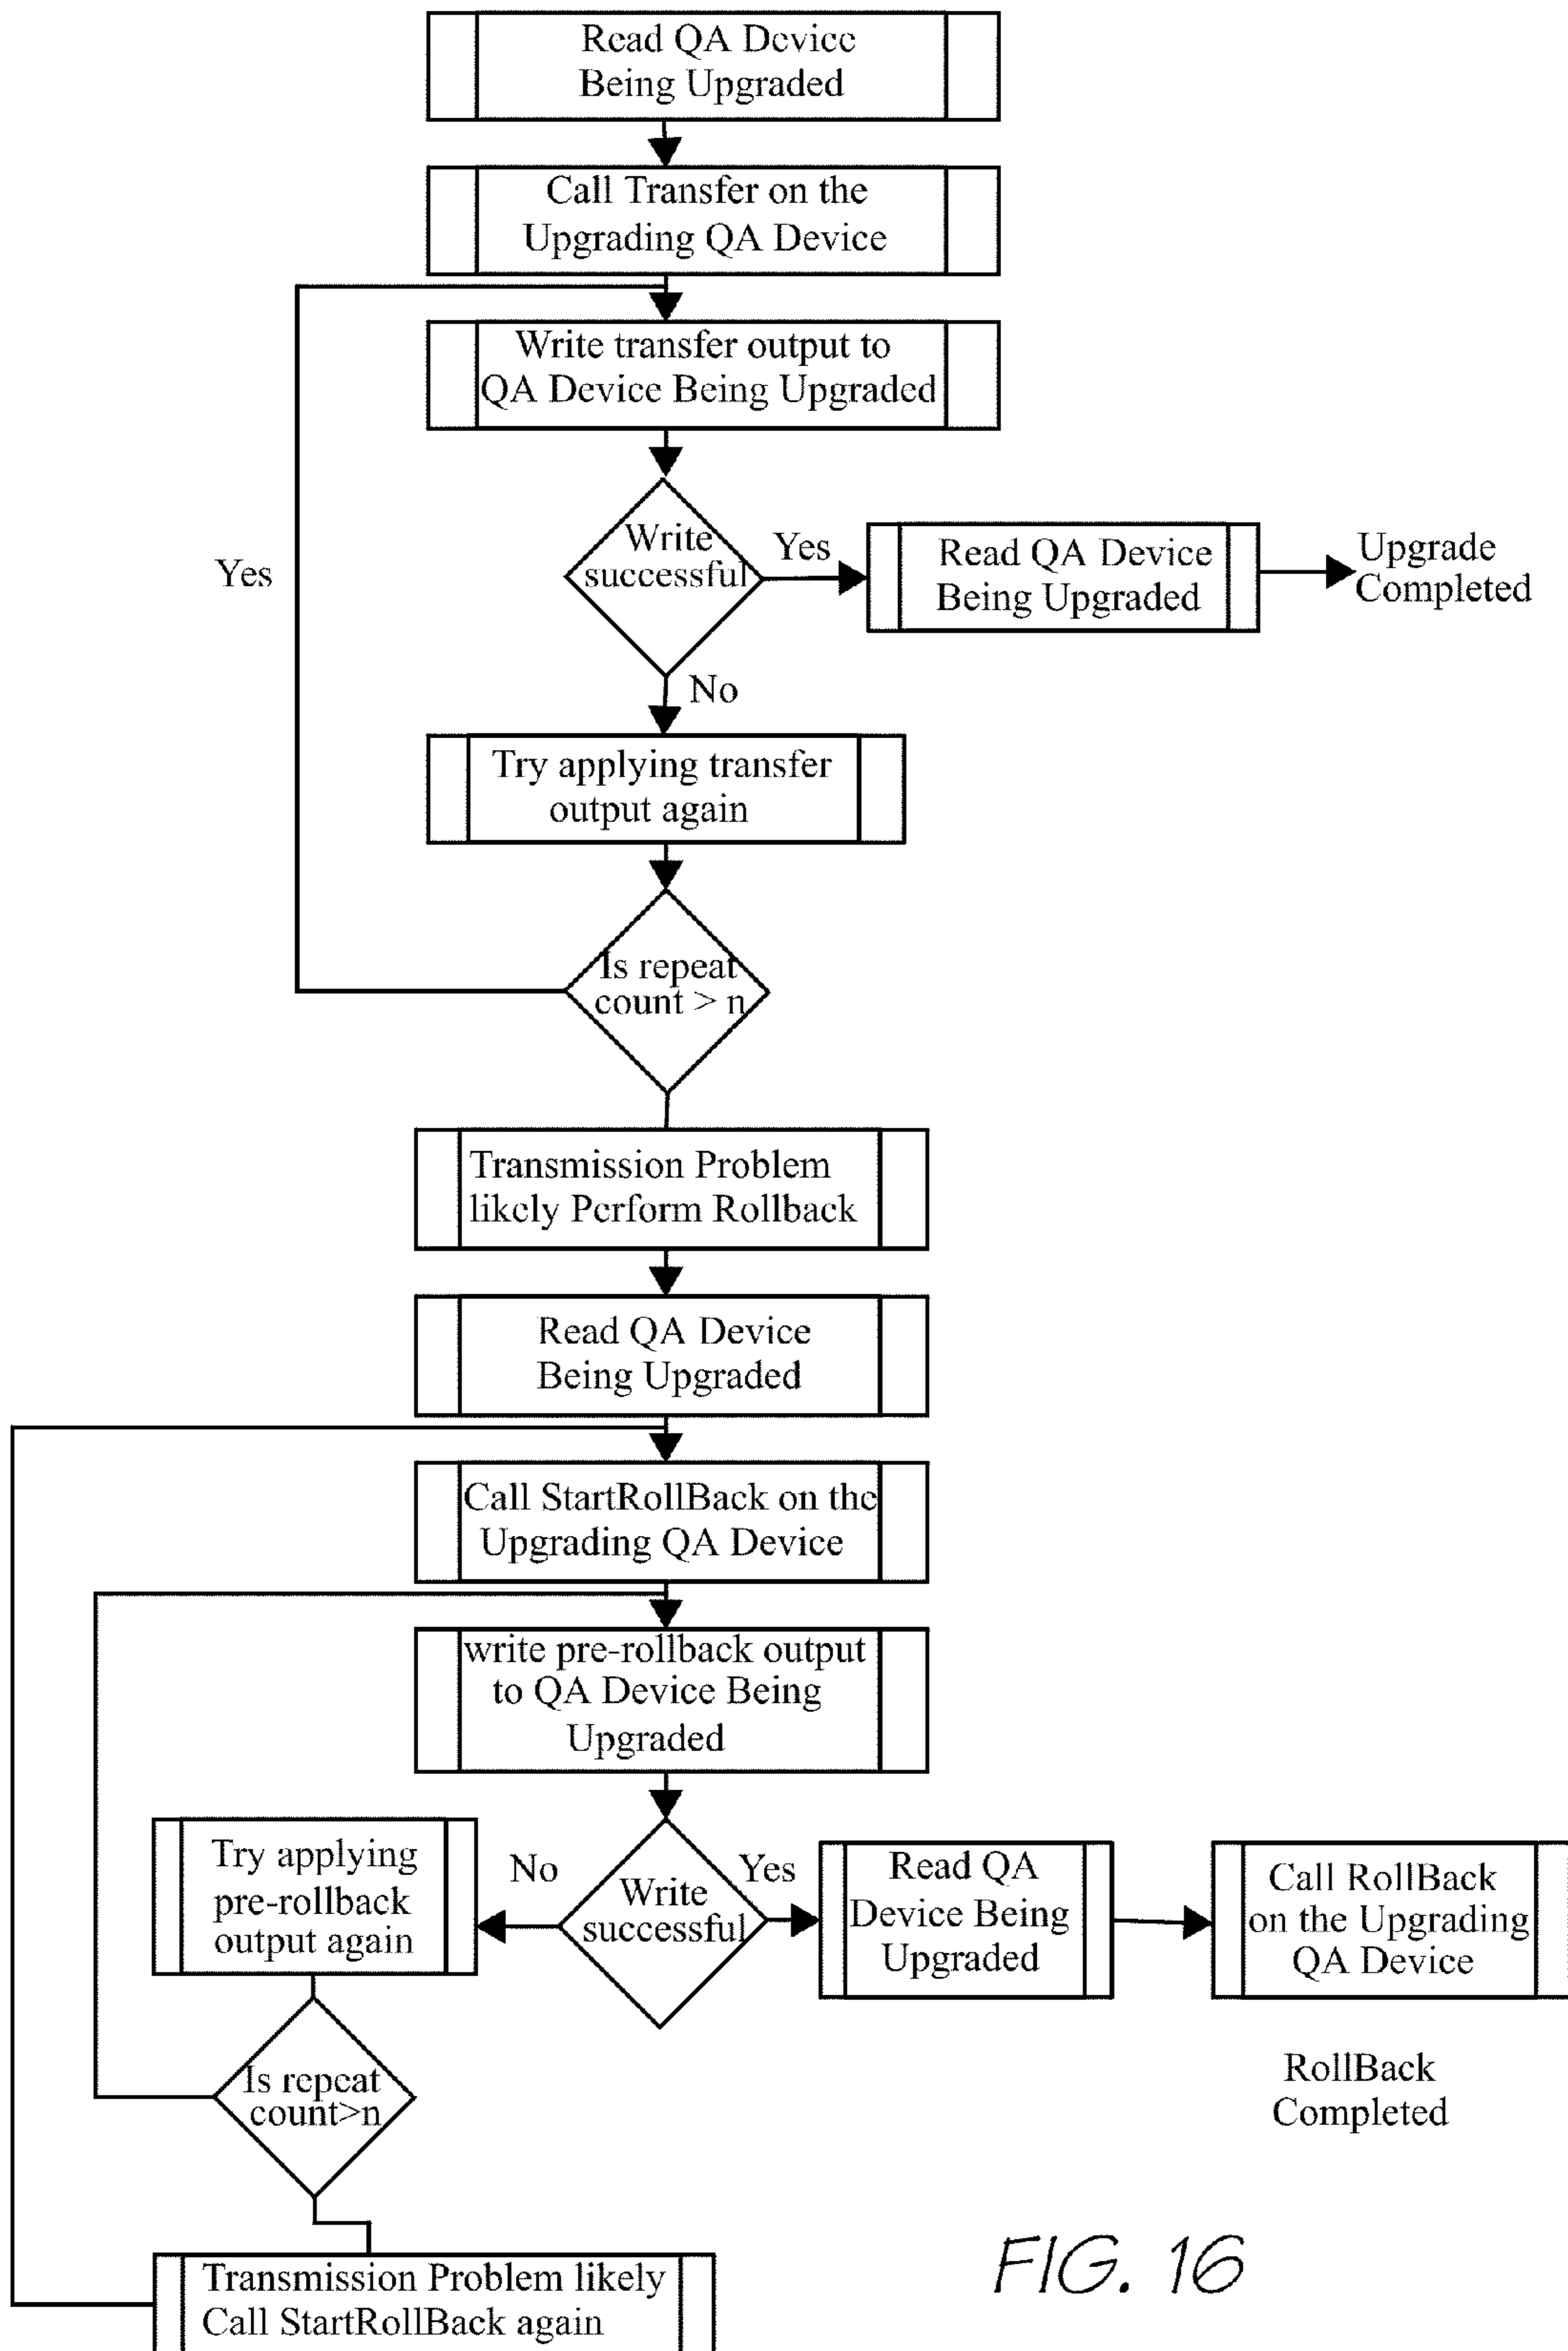 Read QA Device
Being Upgraded
Call Transfer on the
Upgrading QA Device
Write transfer output to
QA Device Being Upgraded
Write
successful
Yes
Read QA Device
Being Upgraded
Upgrade
Completed
Yes
No
Try applying transfer
output again
Is repeat
count > n
Transmission Problem
likely Perform Rollback
Read QA Device
Being Upgraded
Call StartRollBack on the
Upgrading QA Device
write pre-rollback output
to QA Device Being
Upgraded
Try applying
pre-rollback
output again
No
Write
successful
Yes
Read QA
Device Being
Upgraded
Call RollBack
on the Upgrading
QA Device
RollBack
Completed
Is repeat
count>n
Transmission Problem likely
Call StartRollBack again
FIG. 16